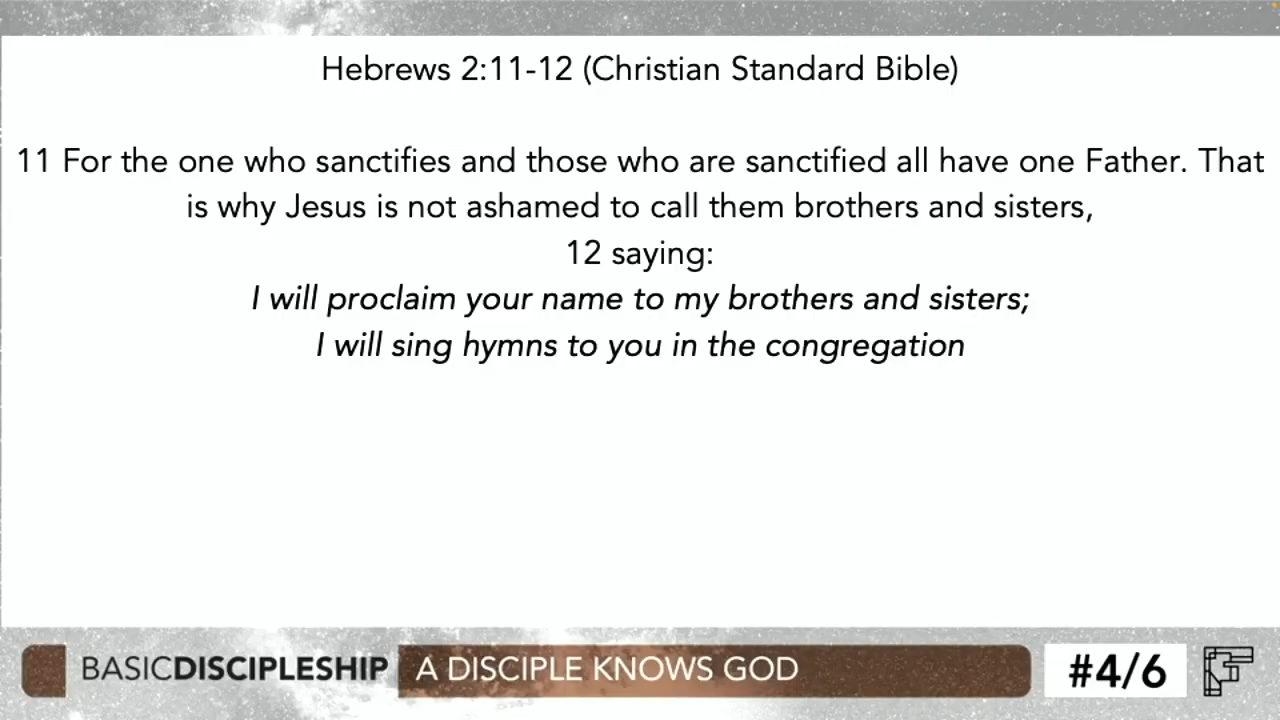 Hebrews 2:11-12 (Christian Standard Bible)
11 For the one who sanctifies and those who are sanctified all have one Father. That
is why Jesus is not ashamed to call them brothers and sisters,
12 saying:
I will proclaim your name to my brothers and sisters;
I will sing hymns to you in the congregation
BASICDISCIPLESHIP A DISCIPLE KNOWS GOD #4/6